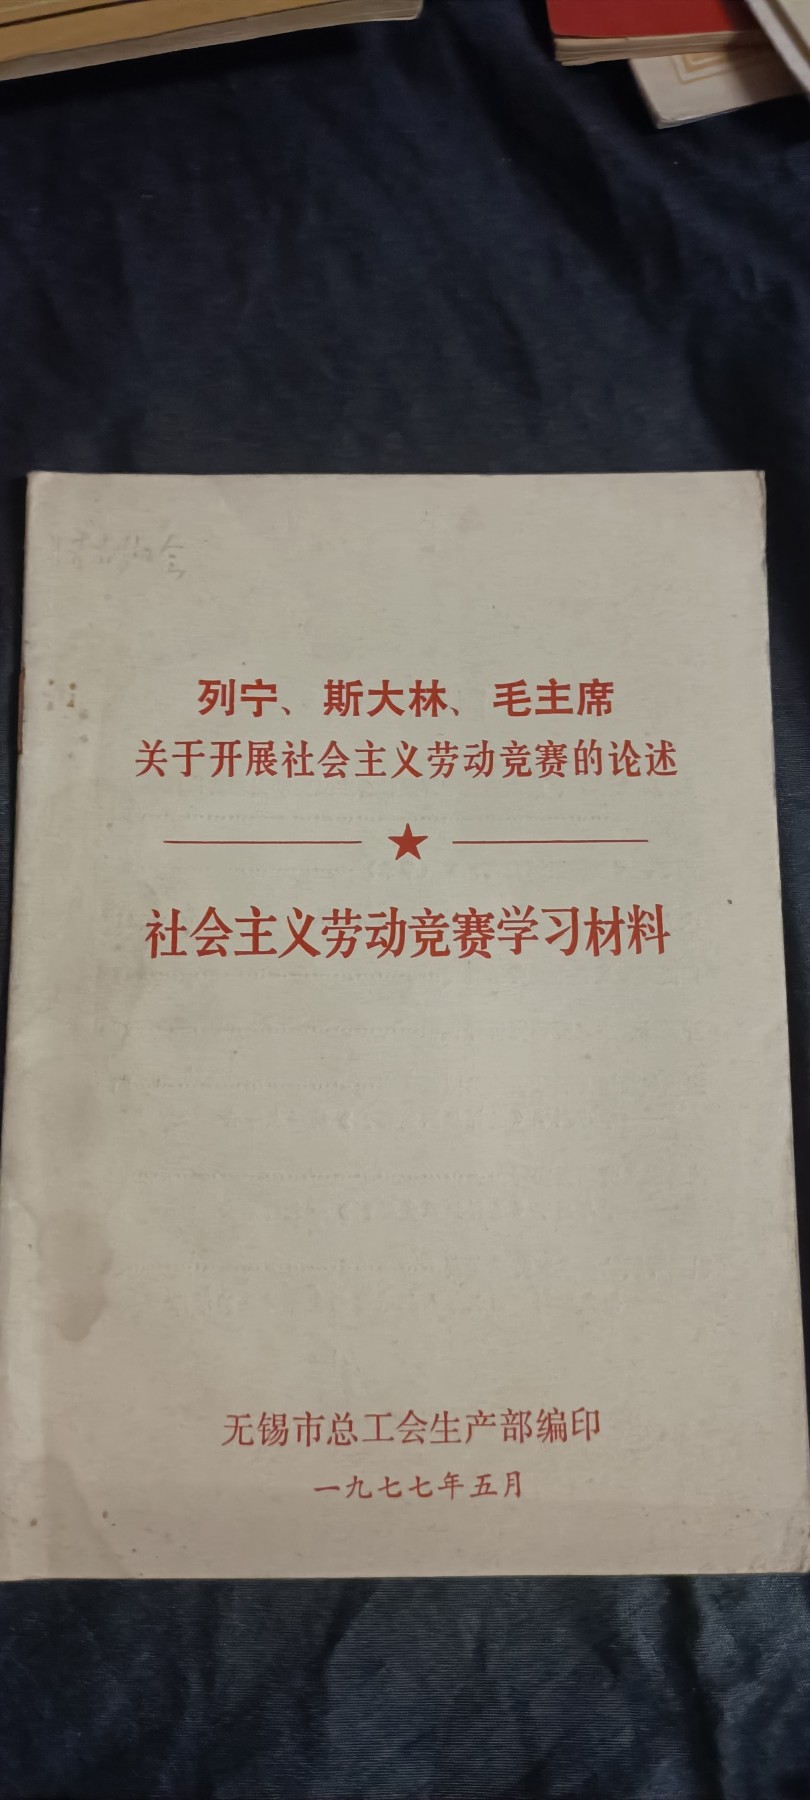 列宁、斯大林、毛主席
关于开展社会主义劳动竞赛的论述
社会主义劳动竞赛学习材料
无锡市总工会生产部编印
一九七七年五月